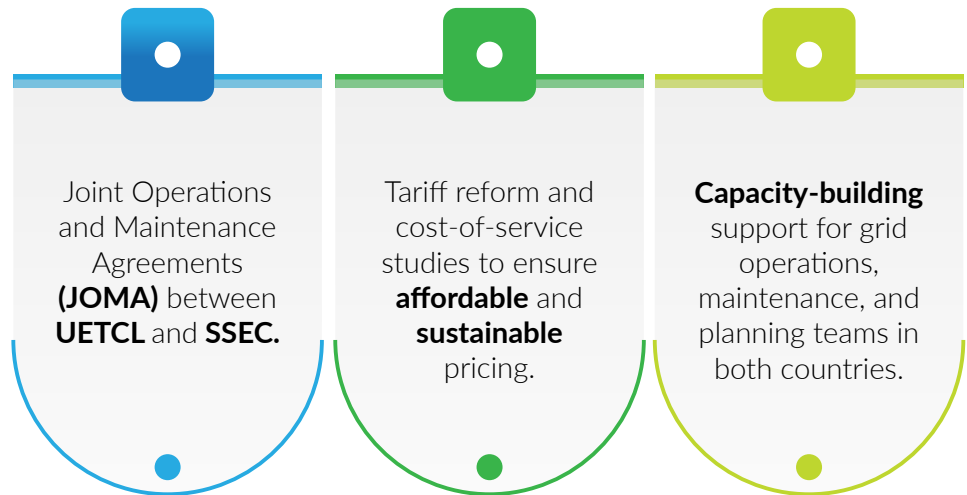 Joint Operations
and Maintenance
Agreements
(JOMA) between
UETCL and SSEC.
Tariff reform and
cost-of-service
studies to ensure
affordable and
sustainable
pricing.
Capacity-building
support for grid
operations,
maintenance, and
planning teams in
both countries.